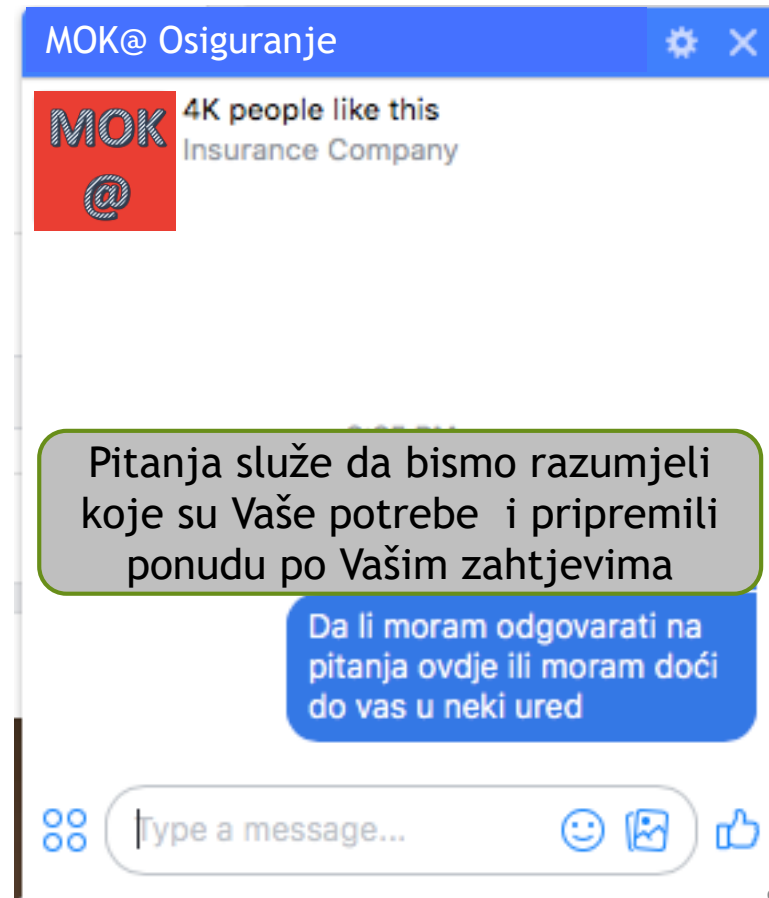 MOK@ Osiguranje
MOK
@
4K people like this
Insurance Company
Pitanja služe da bismo razumjeli
koje su Vaše potrebe i pripremili
ponudu po Vašim zahtjevima
Da li moram odgovarati na
pitanja ovdje ili moram doći
do vas u neki ured
Type a message...